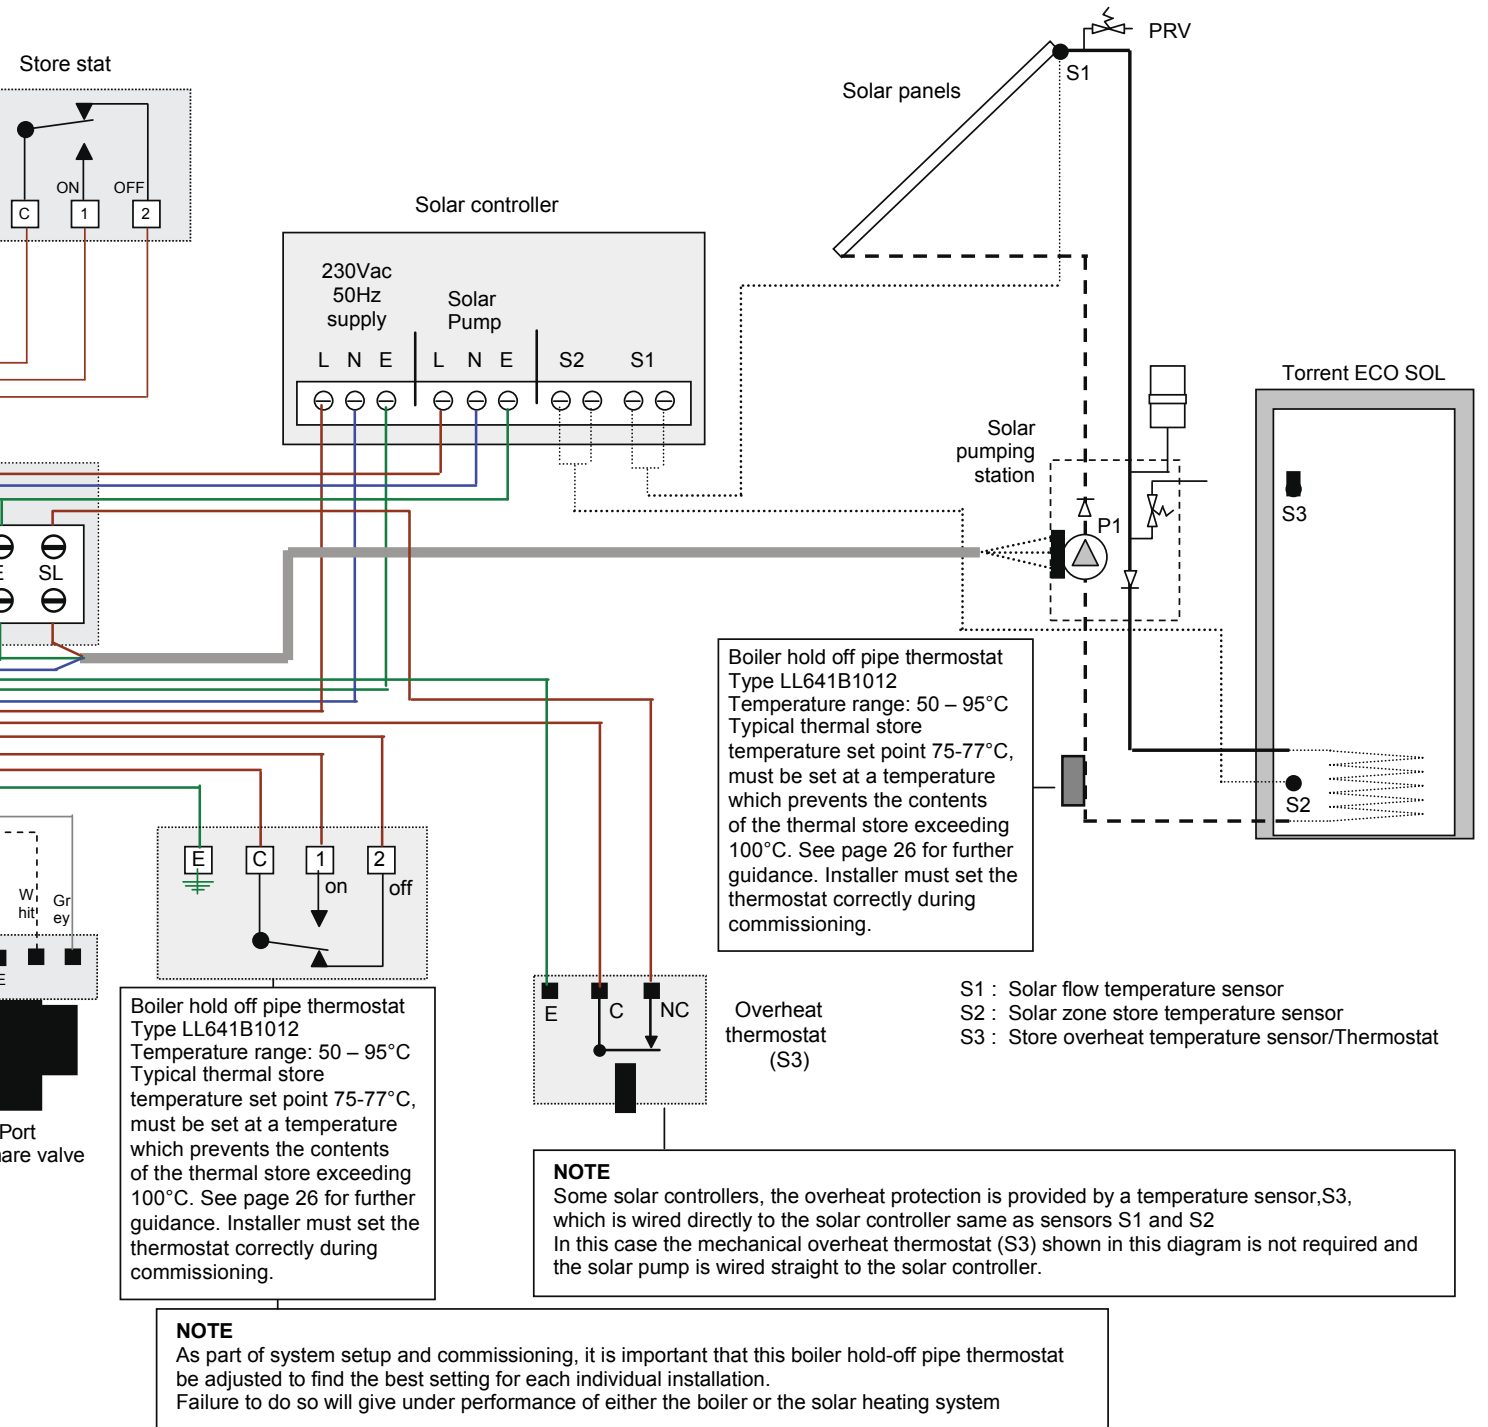 PRV
Store stat
S1
Solar panels
ON OFF
C 1 2
Solar controller
230Vac
50Hz
supply
Solar
Pump
L N E L N E S2 S1
Torrent ECO SOL
Solar
pumping
station
S3
P1
E SL
Boiler hold off pipe thermostat
Type LL641B1012
Temperature range: 50 – 95°C
Typical thermal store
temperature set point 75-77°C,
must be set at a temperature
which prevents the contents
of the thermal store exceeding
100°C. See page 26 for further
guidance. Installer must set the
thermostat correctly during
commissioning.
S2
E C 1 2
on off
W
hit
Gr
ey
E
Boiler hold off pipe thermostat
Type LL641B1012
Temperature range: 50 – 95°C
Typical thermal store
temperature set point 75-77°C,
must be set at a temperature
which prevents the contents
of the thermal store exceeding
100°C. See page 26 for further
guidance. Installer must set the
thermostat correctly during
commissioning.
E C NC
Overheat
thermostat
(S3)
S1 : Solar flow temperature sensor
S2 : Solar zone store temperature sensor
S3 : Store overheat temperature sensor/Thermostat
Port
are valve
NOTE
Some solar controllers, the overheat protection is provided by a temperature sensor,S3,
which is wired directly to the solar controller same as sensors S1 and S2
In this case the mechanical overheat thermostat (S3) shown in this diagram is not required and
the solar pump is wired straight to the solar controller.
NOTE
As part of system setup and commissioning, it is important that this boiler hold-off pipe thermostat
be adjusted to find the best setting for each individual installation.
Failure to do so will give under performance of either the boiler or the solar heating system